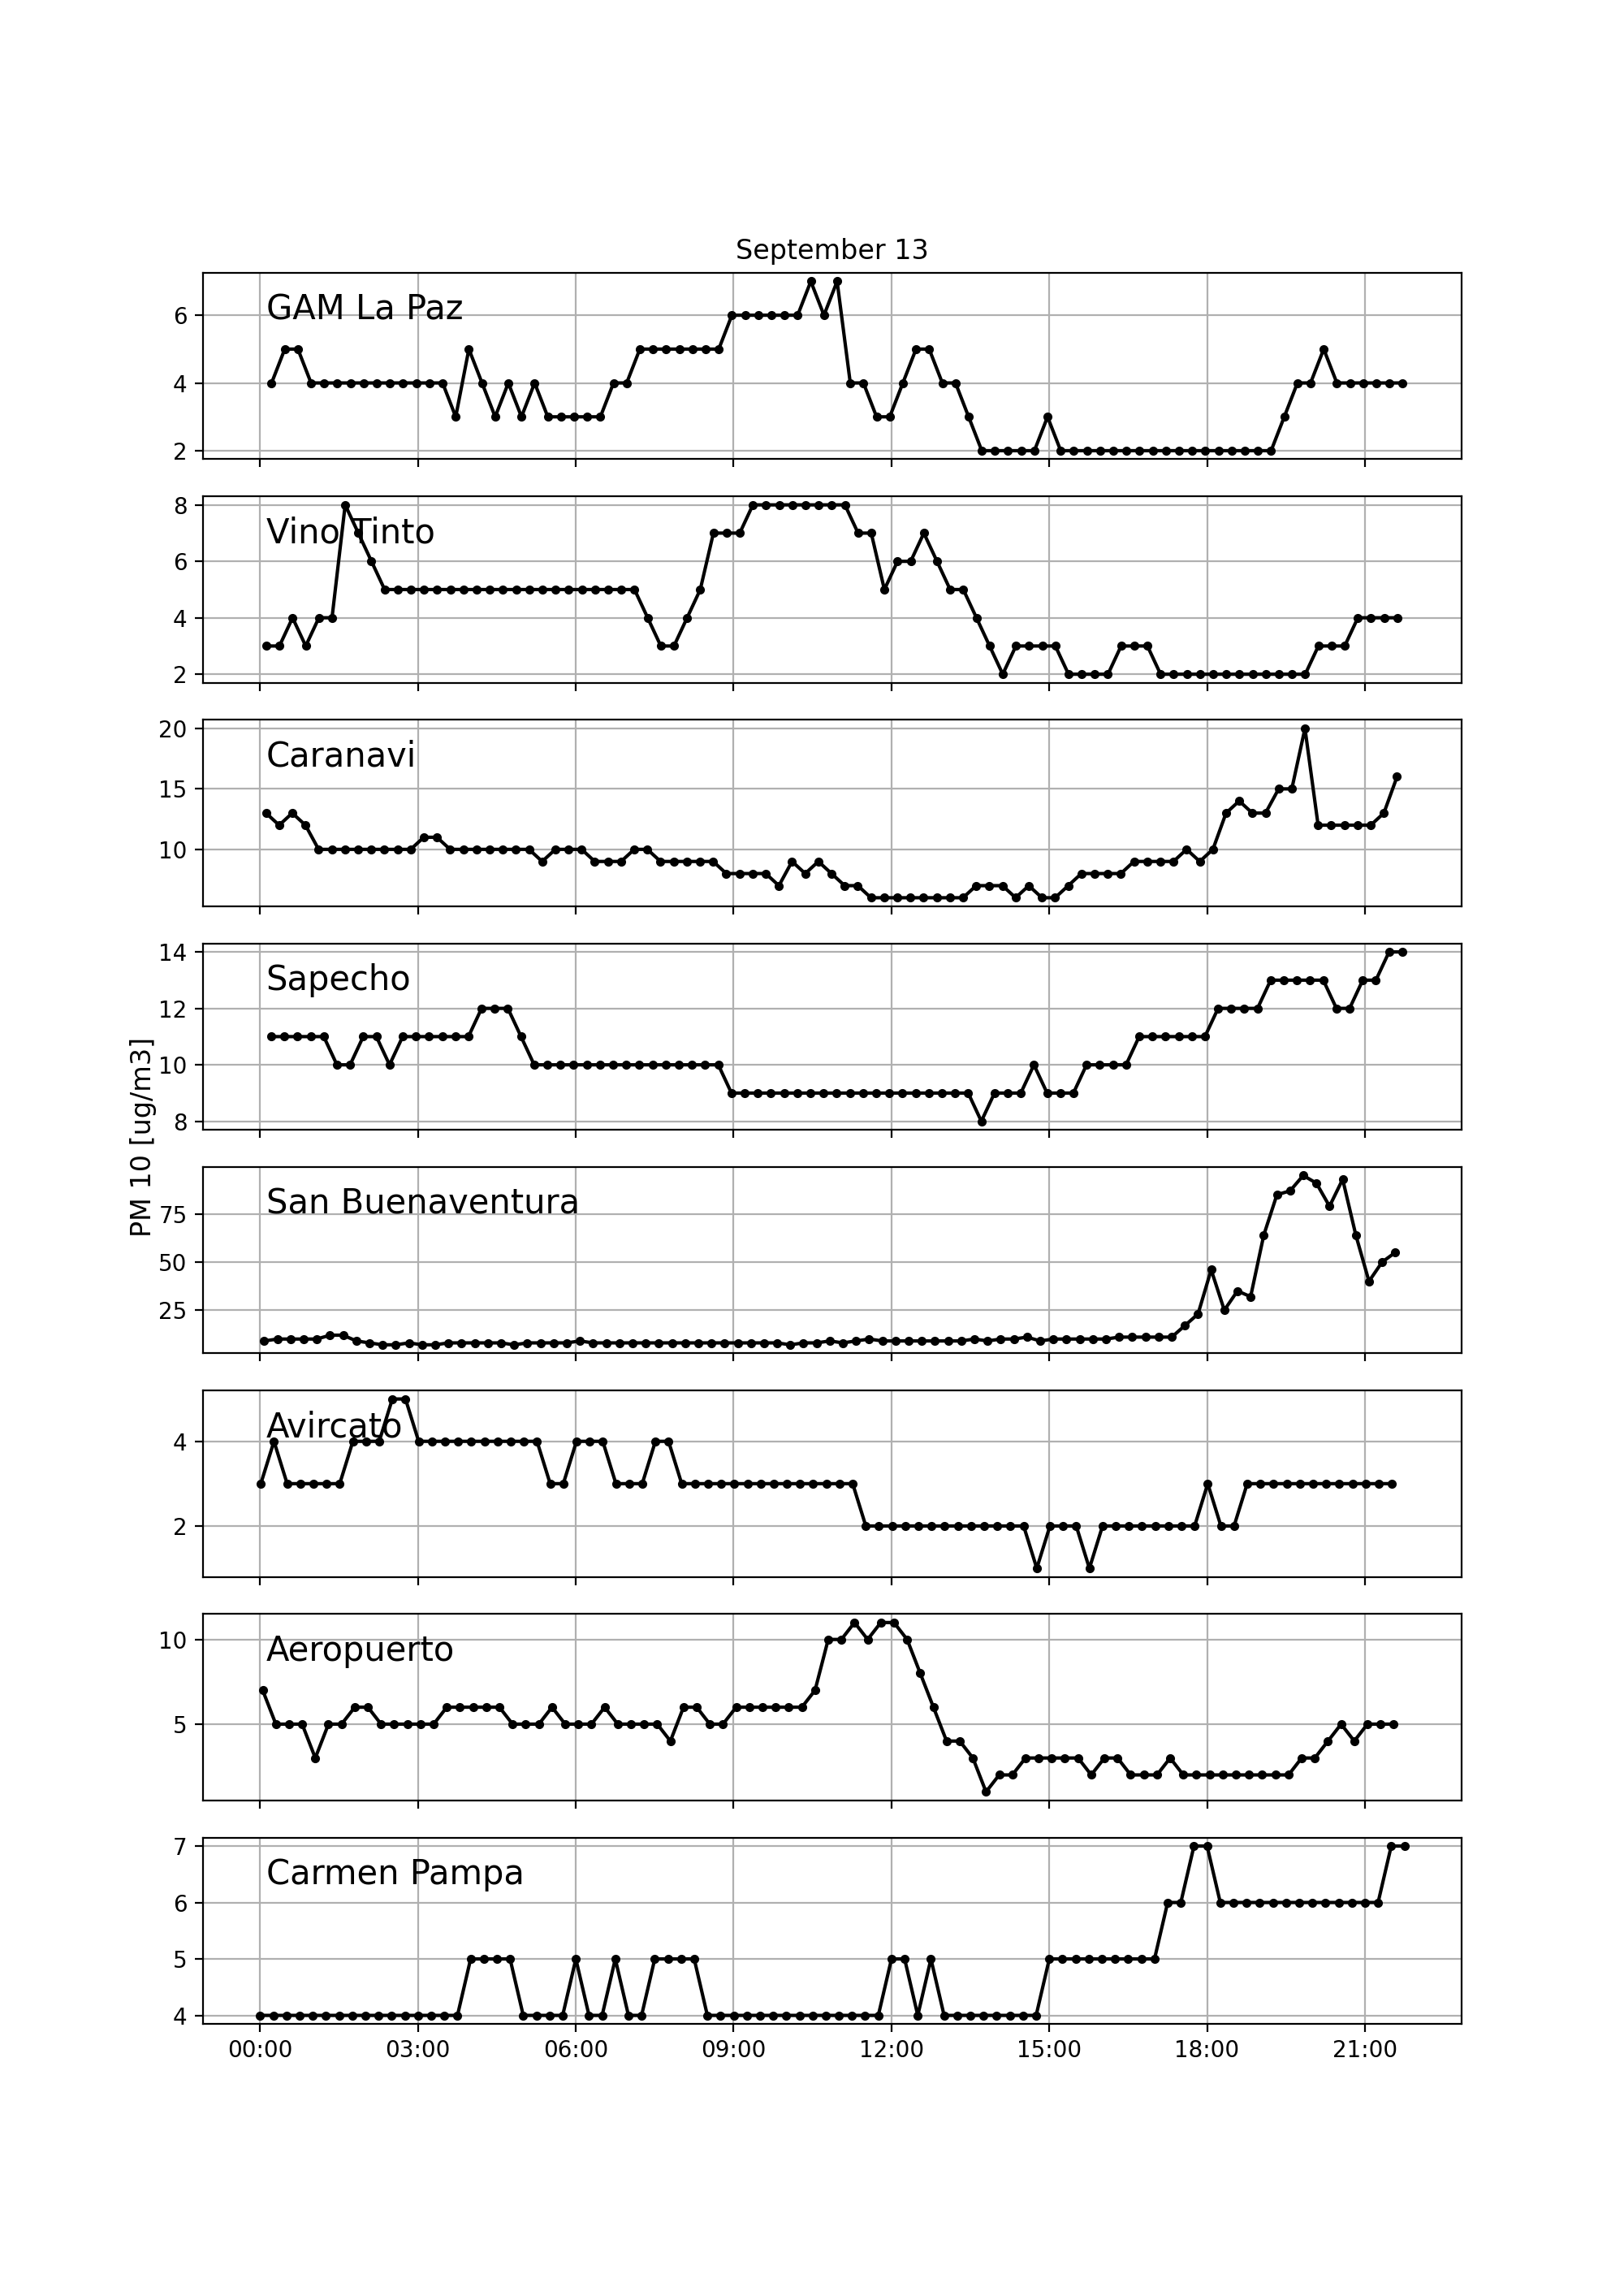 September 13
GAM La Paz
6
4
2
Vino Tinto
8
6
4
2
Caranavi
20
15
10
Sapecho
14
12
10
8
PM 10 [ug/m3]
San Buenaventura
75
50
25
Avircato
4
2
Aeropuerto
10
5
Carmen Pampa
7
6
5
4
00:00 03:00 06:00 09:00 12:00 15:00 18:00 21:00